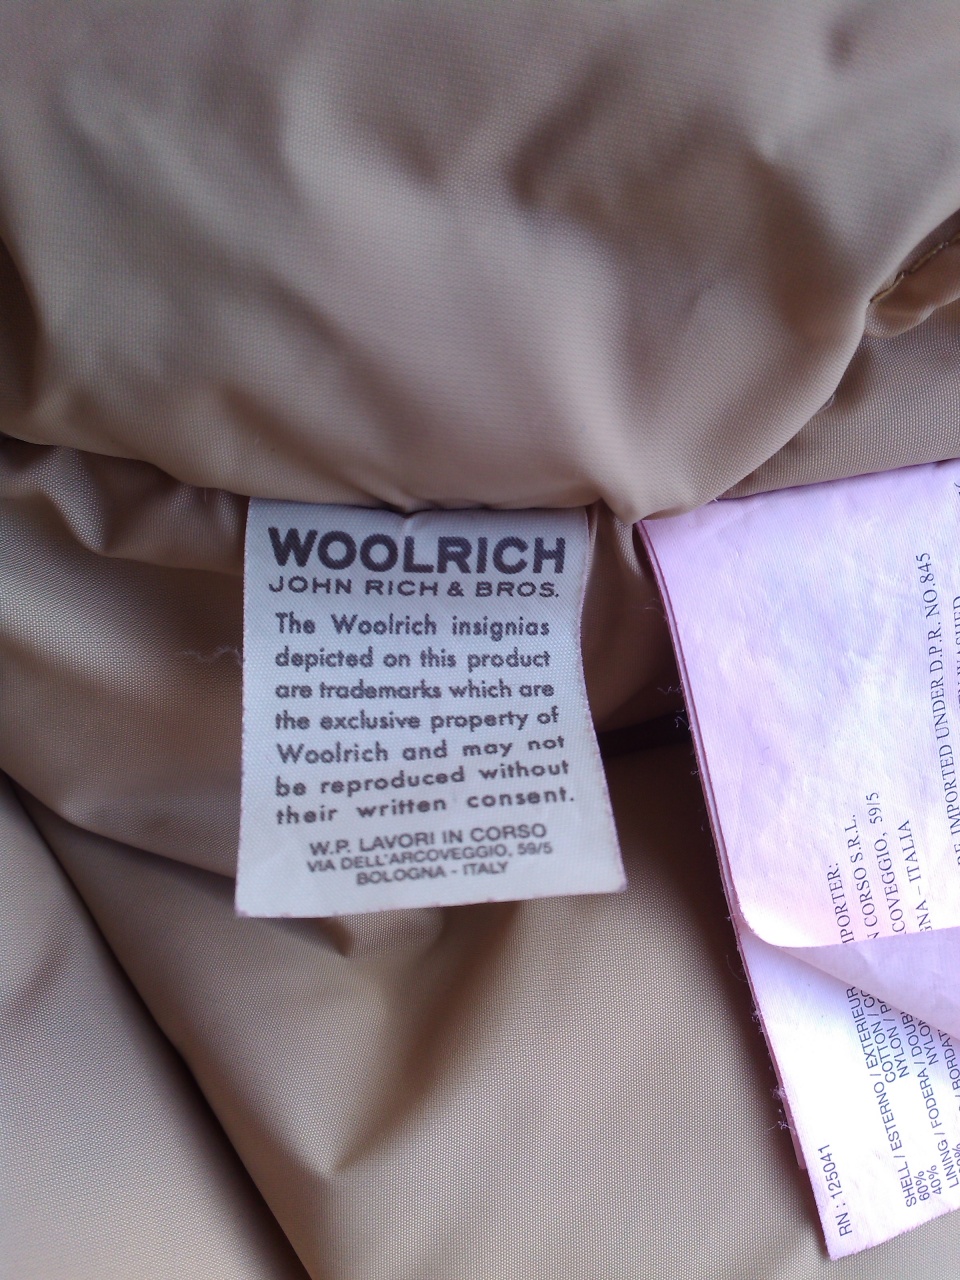 WOOLRICH
JOHN RICH & BROS.
The Woolrich insignias
depicted on this product
are trademarks which are
the exclusive property of
Woolrich and may not
be reproduced without
their written consent.
W.P. LAVORI IN CORSO
VIA DELL'ARCOVEGGIO, 59/5
BOLOGNA - ITALY
CORSO S.R.L.
59/5
ITALIA
BE IMPORTED UNDER D.P.R. NO.845
RN : 125041
SHELL / ESTERNO / EXTERIEUR
60% COTTON /
40% NYLON /
LINING / FODERA /
NYLON